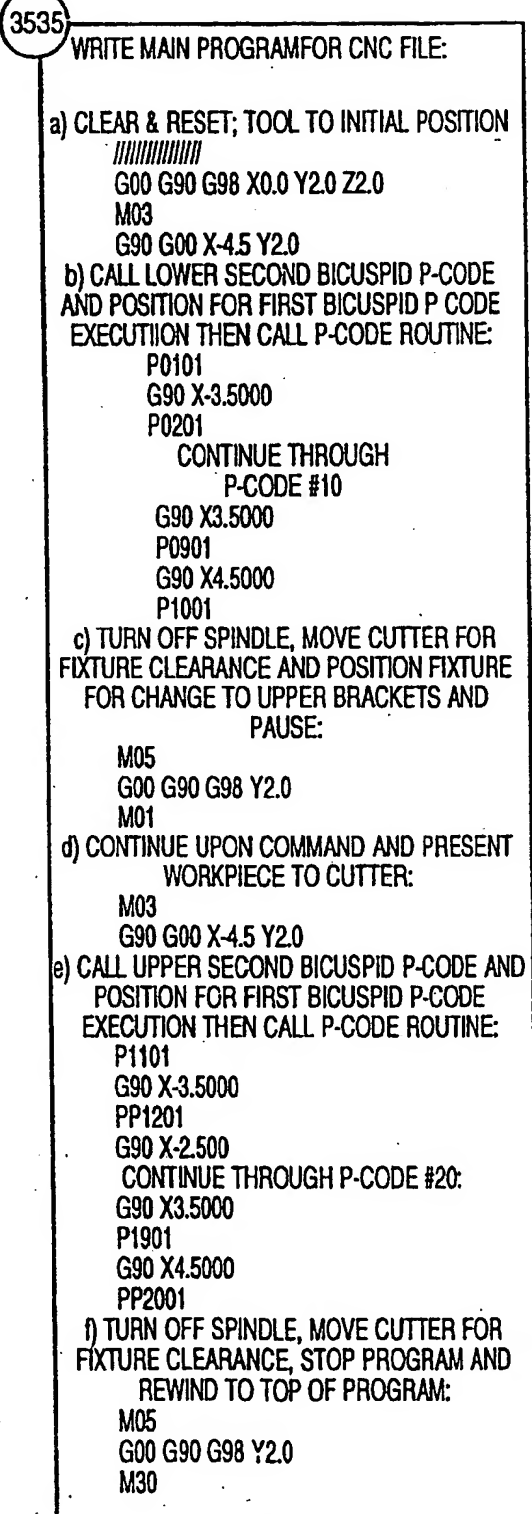 3535
WRITE MAIN PROGRAMFOR CNC FILE:
a) CLEAR & RESET; TOOL TO INITIAL POSITION
////////////////
G00 G90 G98 X0.0 Y2.0 Z2.0
M03
G90 G00 X-4.5 Y2.0
b) CALL LOWER SECOND BICUSPID P-CODE
AND POSITION FOR FIRST BICUSPID P CODE
EXECUTIION THEN CALL P-CODE ROUTINE:
P0101
G90 X-3.5000
P0201
CONTINUE THROUGH
P-CODE #10
G90 X3.5000
P0901
G90 X4.5000
P1001
c) TURN OFF SPINDLE, MOVE CUTTER FOR
FIXTURE CLEARANCE AND POSITION FIXTURE
FOR CHANGE TO UPPER BRACKETS AND
PAUSE:
M05
G00 G90 G98 Y2.0
M01
d) CONTINUE UPON COMMAND AND PRESENT
WORKPIECE TO CUTTER:
M03
G90 G00 X-4.5 Y2.0
e) CALL UPPER SECOND BICUSPID P-CODE AND
POSITION FOR FIRST BICUSPID P-CODE
EXECUTION THEN CALL P-CODE ROUTINE:
P1101
G90 X-3.5000
PP1201
G90 X-2.500
CONTINUE THROUGH P-CODE #20:
G90 X3.5000
P1901
G90 X4.5000
PP2001
f) TURN OFF SPINDLE, MOVE CUTTER FOR
FIXTURE CLEARANCE, STOP PROGRAM AND
REWIND TO TOP OF PROGRAM:
M05
G00 G90 G98 Y2.0
M30